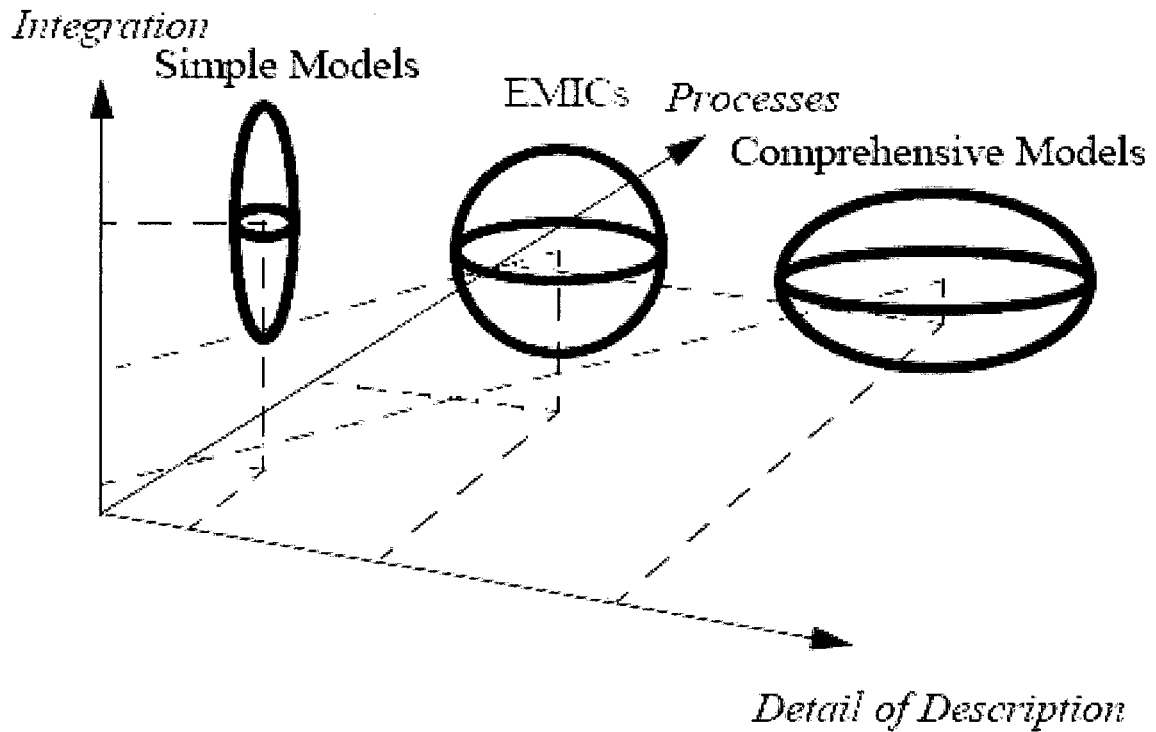 Integration
Simple Models
EMICs
Processes
Comprehensive Models
Detail of Description